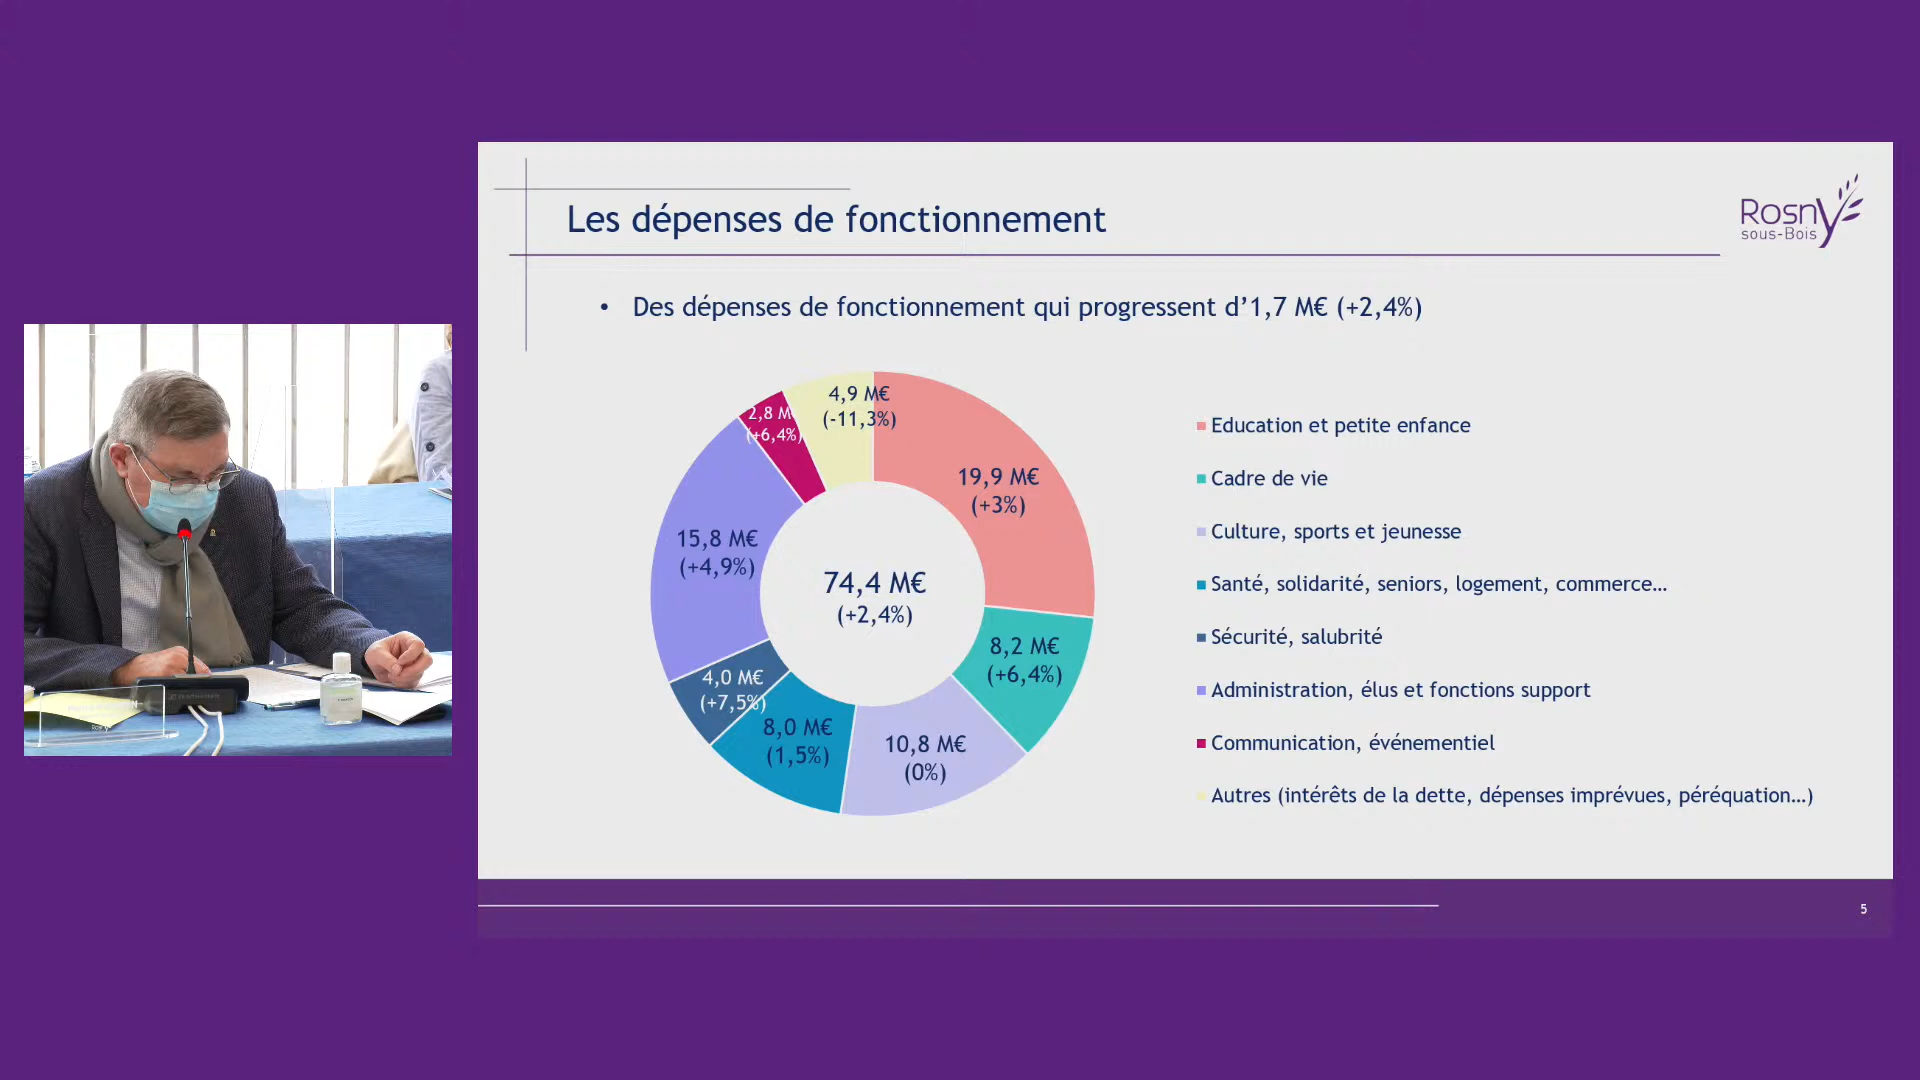 Rosny
sous-Bois
Les dépenses de fonctionnement
• Des dépenses de fonctionnement qui progressent d’1,7 M€ (+2,4%)
4,9 M€
(-11,3%)
2,8 M€
(+6,4%)
19,9 M€
(+3%)
15,8 M€
(+4,9%)
74,4 M€
(+2,4%)
8,2 M€
(+6,4%)
4,0 M€
(+7,5%)
8,0 M€
(1,5%)
10,8 M€
(0%)
Education et petite enfance
Cadre de vie
Culture, sports et jeunesse
Santé, solidarité, seniors, logement, commerce…
Sécurité, salubrité
Administration, élus et fonctions support
Communication, événementiel
Autres (intérêts de la dette, dépenses imprévues, péréquation…)
5